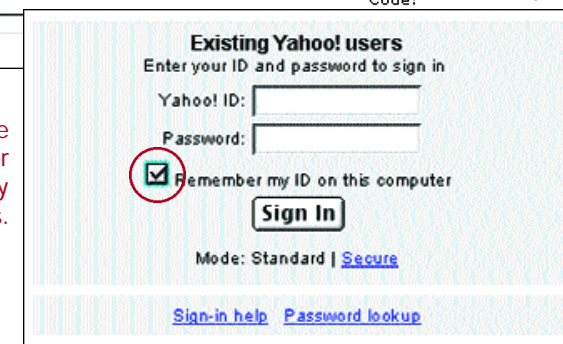 Code:
Existing Yahoo! users
Enter your ID and password to sign in
Yahoo! ID:
Password:
Remember my ID on this computer
Sign In
Mode: Standard | Secure
Sign-in help Password lookup